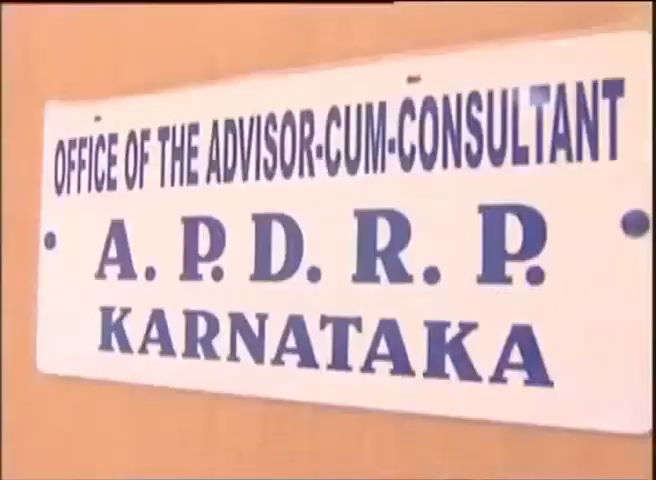 OFFICE OF THE ADVISOR-CUM-CONSULTANT
A.P.D.R.P.
KARNATAKA